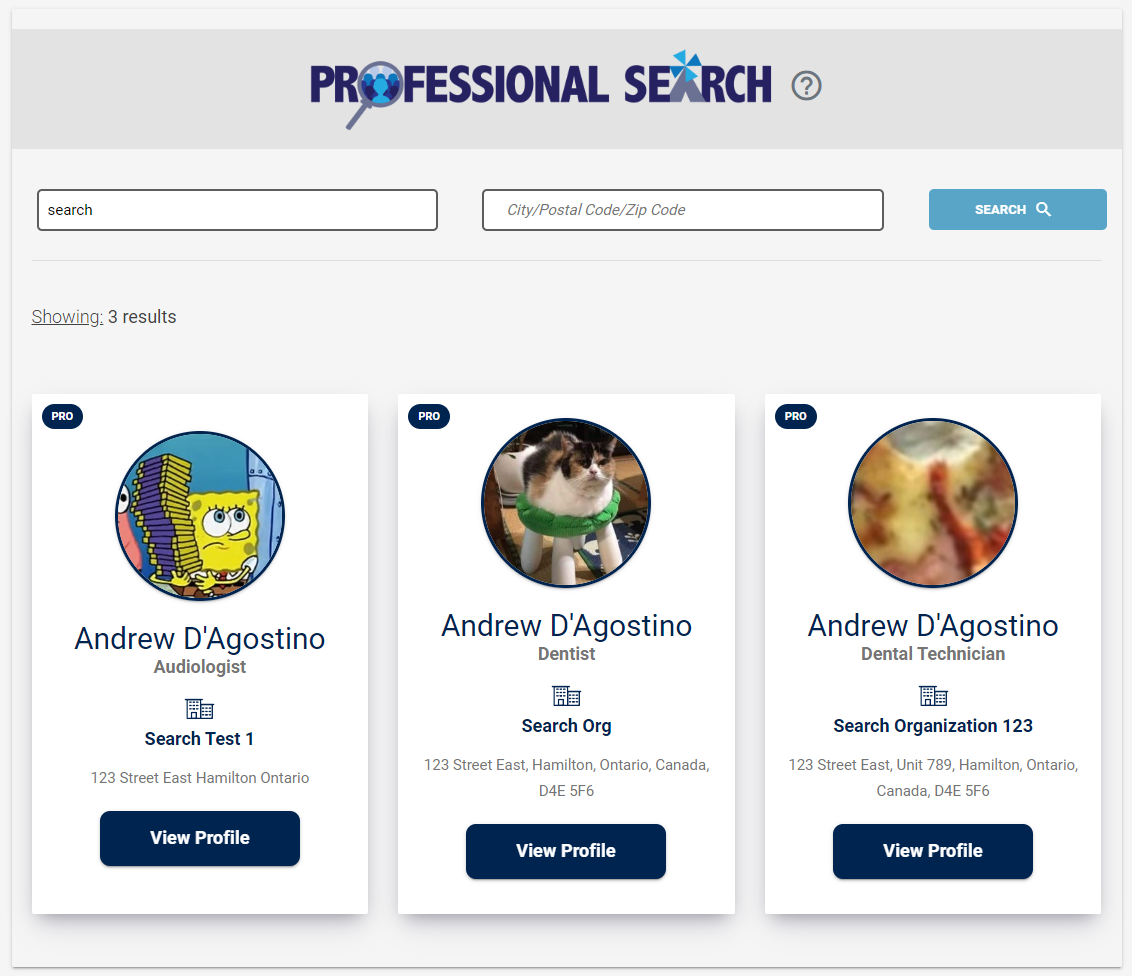 PROFESSIONAL SEARCH ?
search
City/Postal Code/Zip Code
SEARCH
Showing: 3 results
PRO
Andrew D'Agostino
Audiologist
Search Test 1
123 Street East Hamilton Ontario
View Profile
PRO
Andrew D'Agostino
Dentist
Search Org
123 Street East, Hamilton, Ontario, Canada,
D4E 5F6
View Profile
PRO
Andrew D'Agostino
Dental Technician
Search Organization 123
123 Street East, Unit 789, Hamilton, Ontario,
Canada, D4E 5F6
View Profile